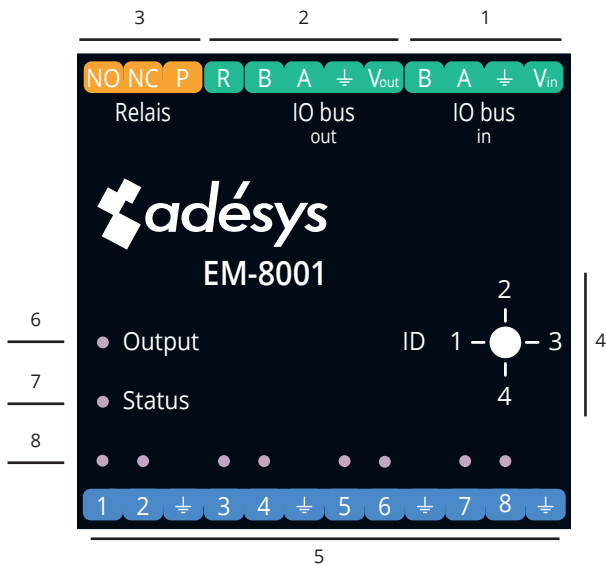 3 2 1
NO NC P R B A ⏚ Vout B A ⏚ Vin
Relais IO bus IO bus
out in
adésys
EM-8001
2
6 Output ID 1 3 4
7 Status 4
8
1 2 ⏚ 3 4 ⏚ 5 6 ⏚ 7 8 ⏚
5